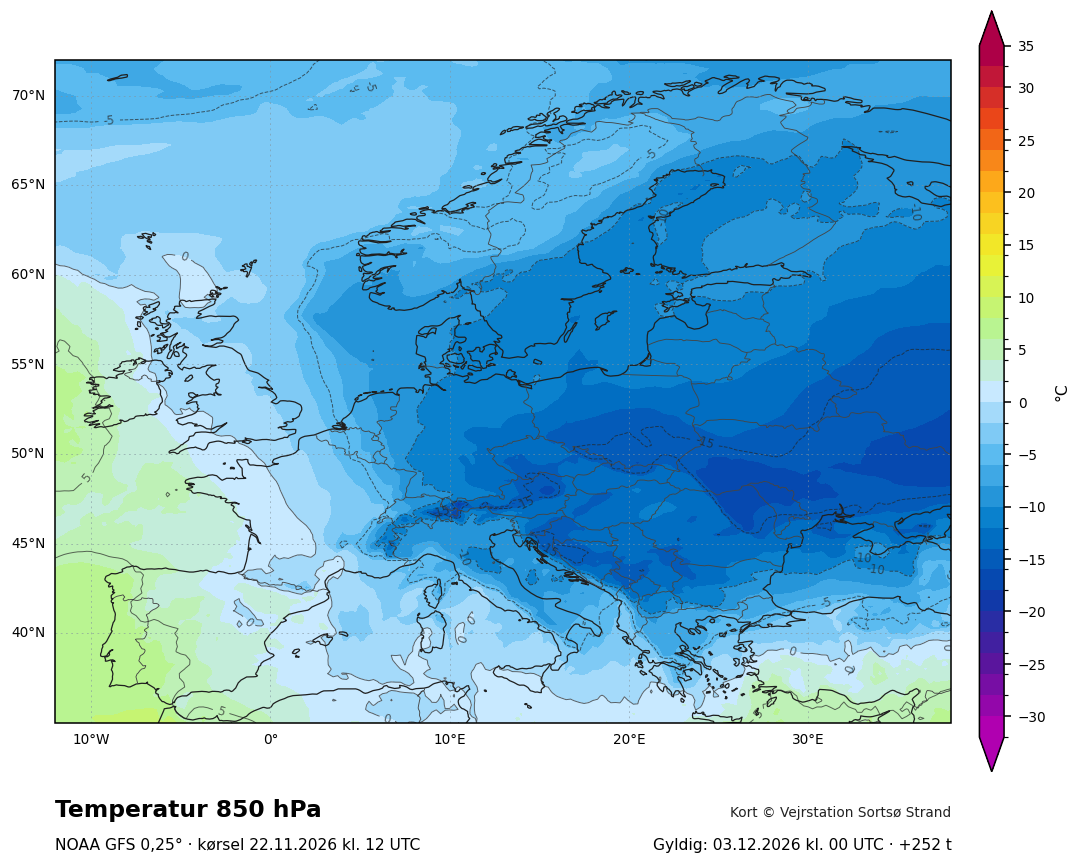 35
30
25
20
15
10
5
0
−5
−10
−15
−20
−25
−30
°C
70°N
65°N
60°N
55°N
50°N
45°N
40°N
10°W
0°
10°E
20°E
30°E
Temperatur 850 hPa
Kort © Vejrstation Sortsø Strand
NOAA GFS 0,25° · kørsel 22.11.2026 kl. 12 UTC
Gyldig: 03.12.2026 kl. 00 UTC · +252 t